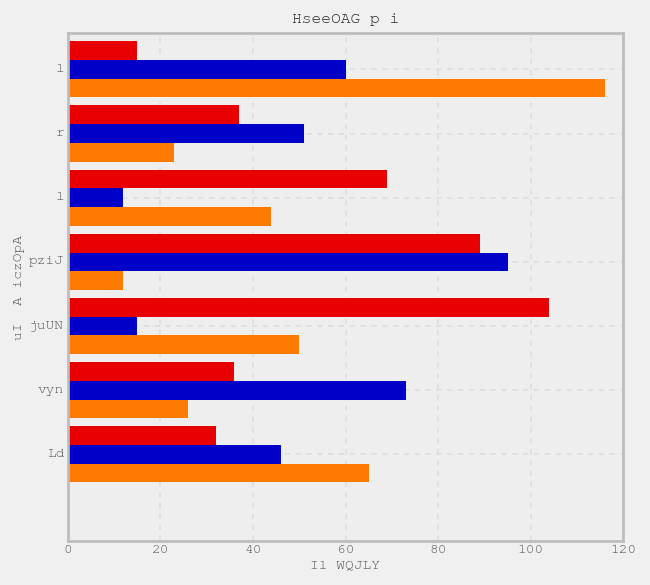 HseeOAG p i
l
r
l
pziJ
juUN
vyn
Ld
uI  A iczOpA
0 20 40 60 80 100 120
Il WQJLY